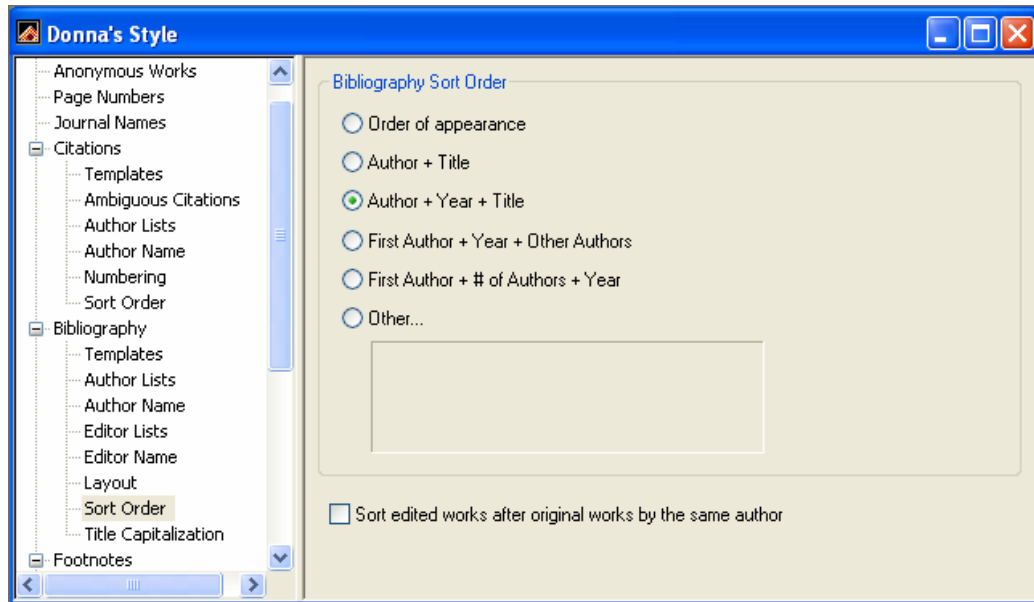 Donna's Style
Anonymous Works
Page Numbers
Journal Names
Citations
Templates
Ambiguous Citations
Author Lists
Author Name
Numbering
Sort Order
Bibliography
Templates
Author Lists
Author Name
Editor Lists
Editor Name
Layout
Sort Order
Title Capitalization
Footnotes
Bibliography Sort Order
Order of appearance
Author + Title
Author + Year + Title
First Author + Year + Other Authors
First Author + # of Authors + Year
Other...
Sort edited works after original works by the same author